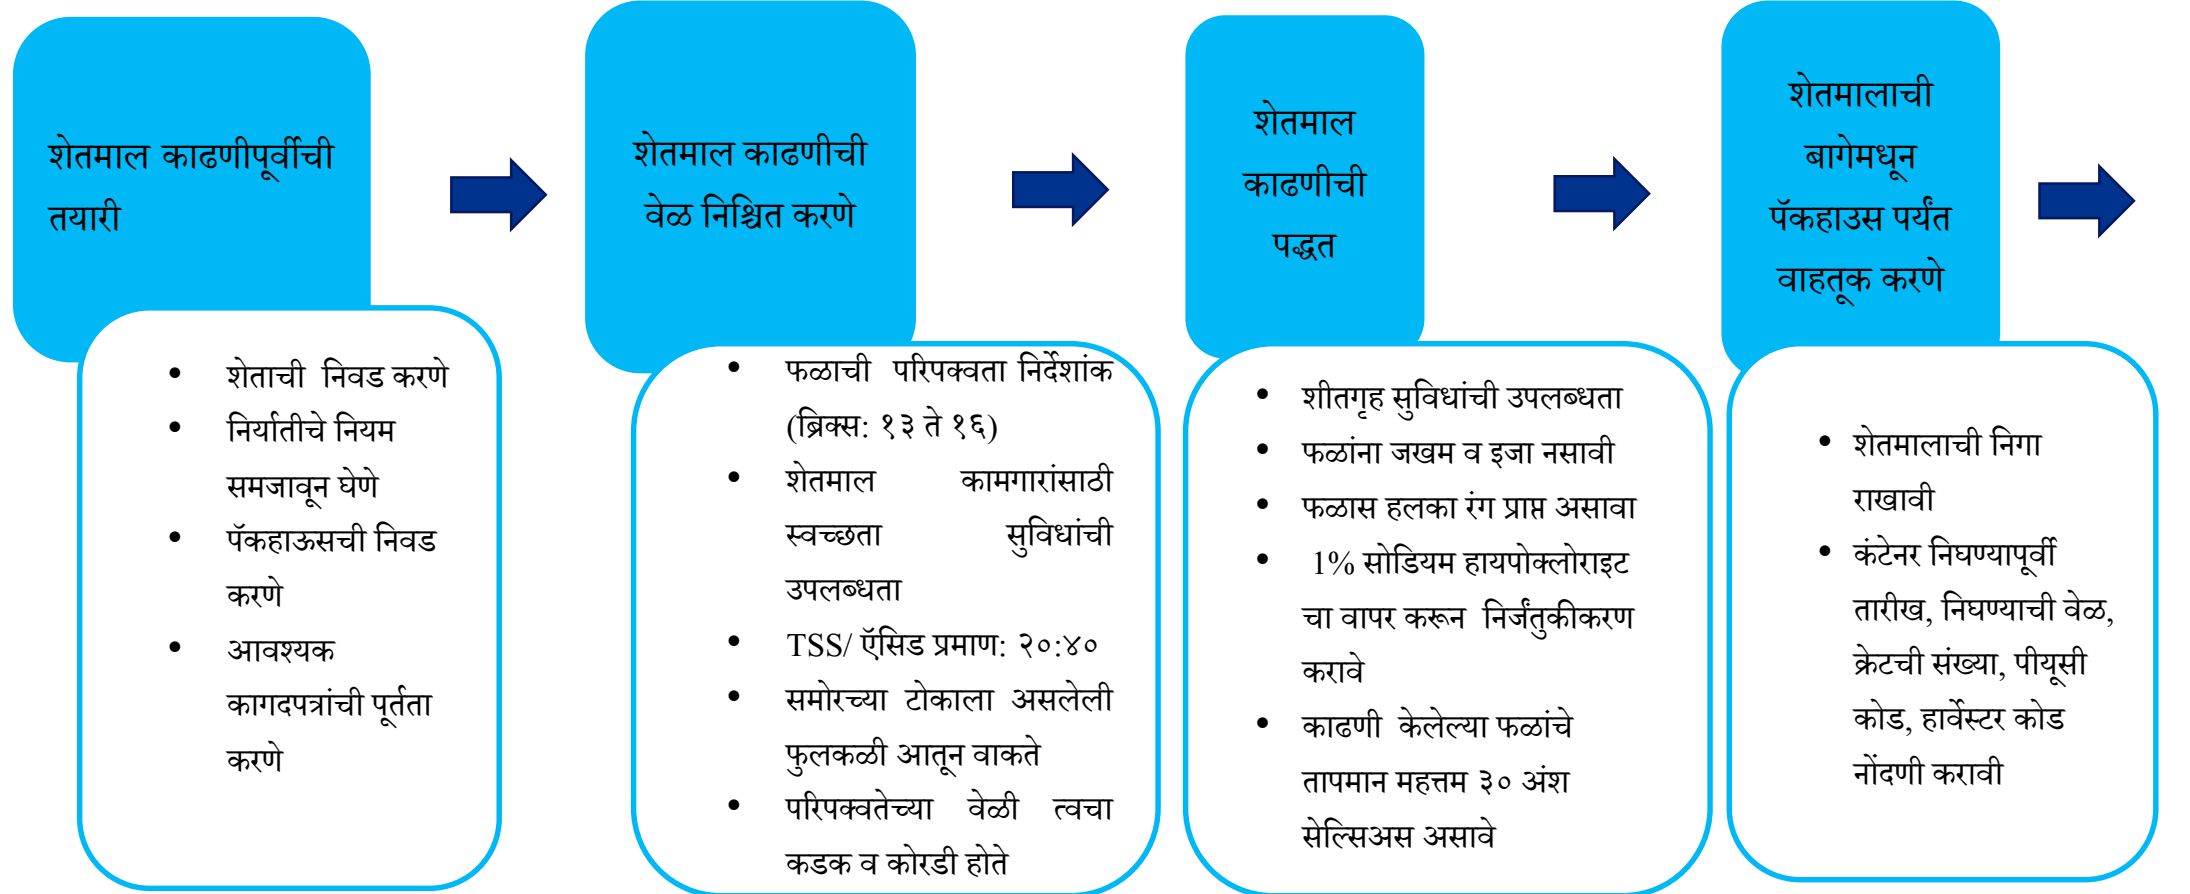 शेतमाल काढणीपूर्वीची
तयारी
• शेताची निवड करणे
• निर्यातीचे नियम
समजावून घेणे
• पॅकहाऊसची निवड
करणे
• आवश्यक
कागदपत्रांची पूर्तता
करणे
शेतमाल काढणीची
वेळ निश्चित करणे
• फळाची परिपक्वता निर्देशांक
(ब्रिक्स: १३ ते १६)
• शेतमाल कामगारांसाठी
स्वच्छता सुविधांची
उपलब्धता
• TSS/ ऍसिड प्रमाण: २०:४०
• समोरच्या टोकाला असलेली
फुलकळी आतून वाकते
• परिपक्वतेच्या वेळी त्वचा
कडक व कोरडी होते
शेतमाल
काढणीची
पद्धत
• शीतगृह सुविधांची उपलब्धता
• फळांना जखम व इजा नसावी
• फळास हलका रंग प्राप्त असावा
• 1% सोडियम हायपोक्लोराइट
चा वापर करून निर्जंतुकीकरण
करावे
• काढणी केलेल्या फळांचे
तापमान महत्तम ३० अंश
सेल्सिअस असावे
शेतमालाची
बागेमधून
पॅकहाउस पर्यंत
वाहतूक करणे
• शेतमालाची निगा
राखावी
• कंटेनर निघण्यापूर्वी
तारीख, निघण्याची वेळ,
क्रेटची संख्या, पीयूसी
कोड, हार्वेस्टर कोड
नोंदणी करावी